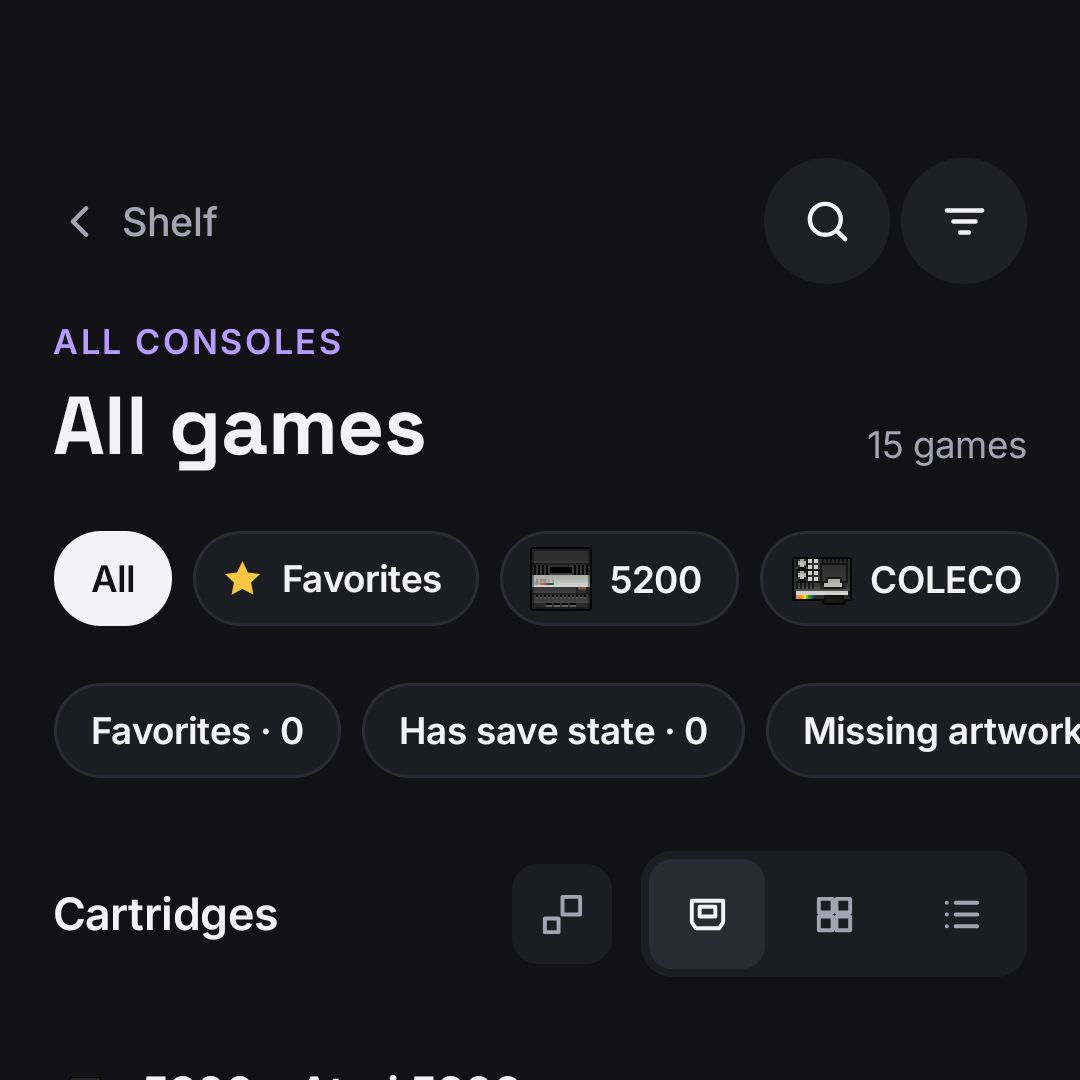 Shelf
ALL CONSOLES
All games
15 games
All
Favorites
5200
COLECO
Favorites · 0
Has save state · 0
Missing artwork
Cartridges